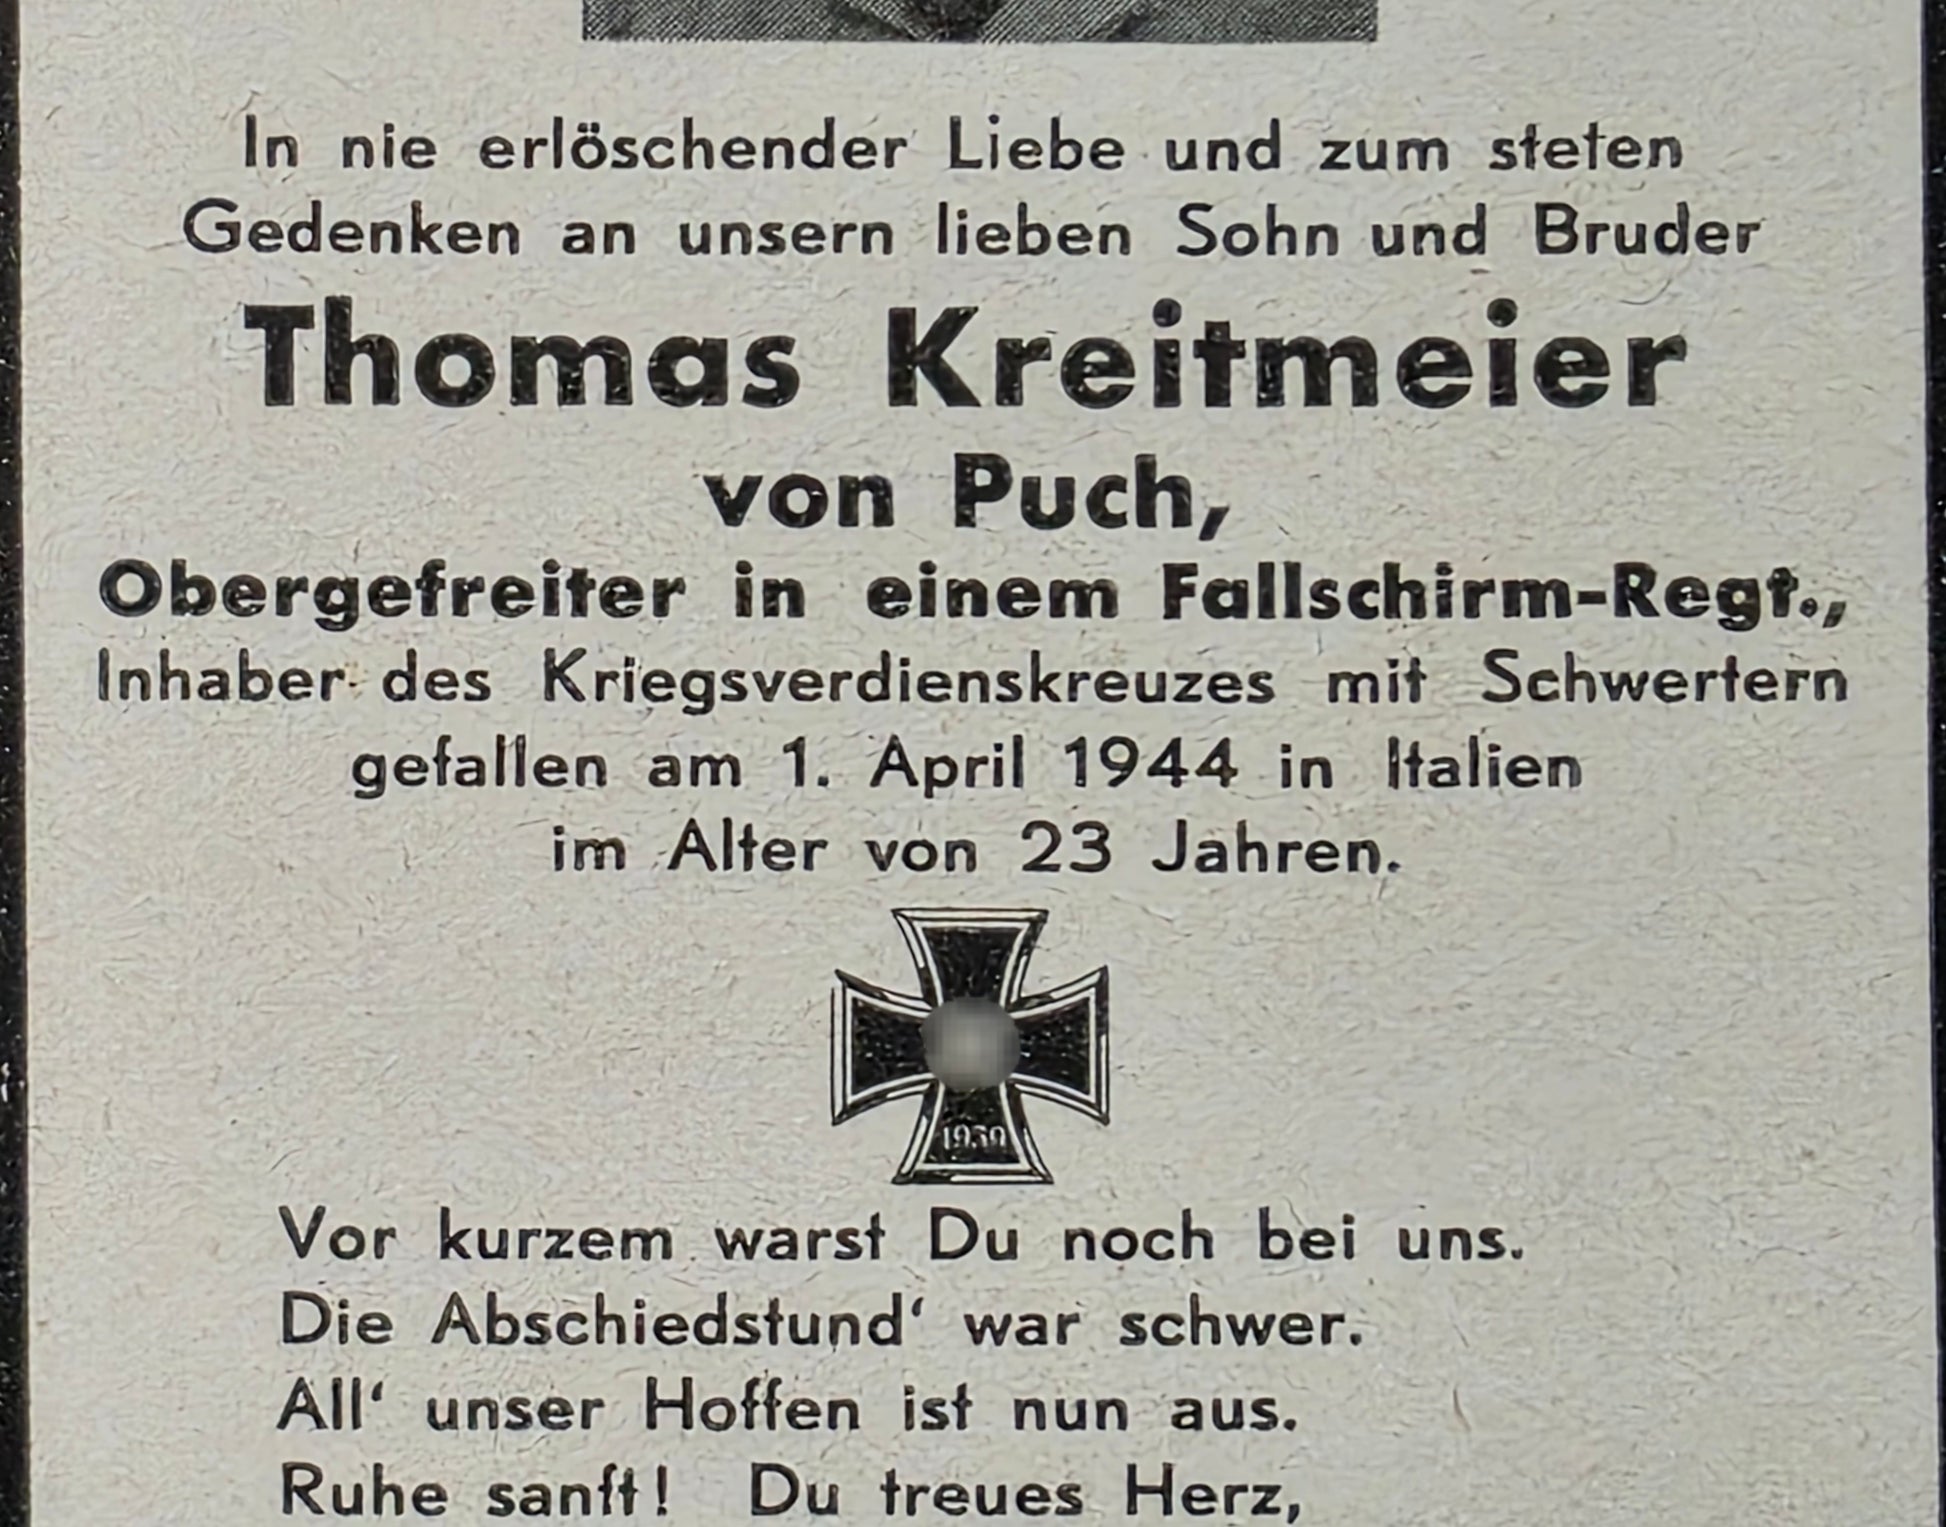 In nie erlöschender Liebe und zum steten
Gedenken an unsern lieben Sohn und Bruder
Thomas Kreitmeier
von Puch,
Obergefreiter in einem Fallschirm-Regt.,
Inhaber des Kriegsverdienskreuzes mit Schwertern
gefallen am 1. April 1944 in Italien
im Alter von 23 Jahren.
1939
Vor kurzem warst Du noch bei uns.
Die Abschiedstund‘ war schwer.
All‘ unser Hoffen ist nun aus.
Ruhe sanft! Du treues Herz,